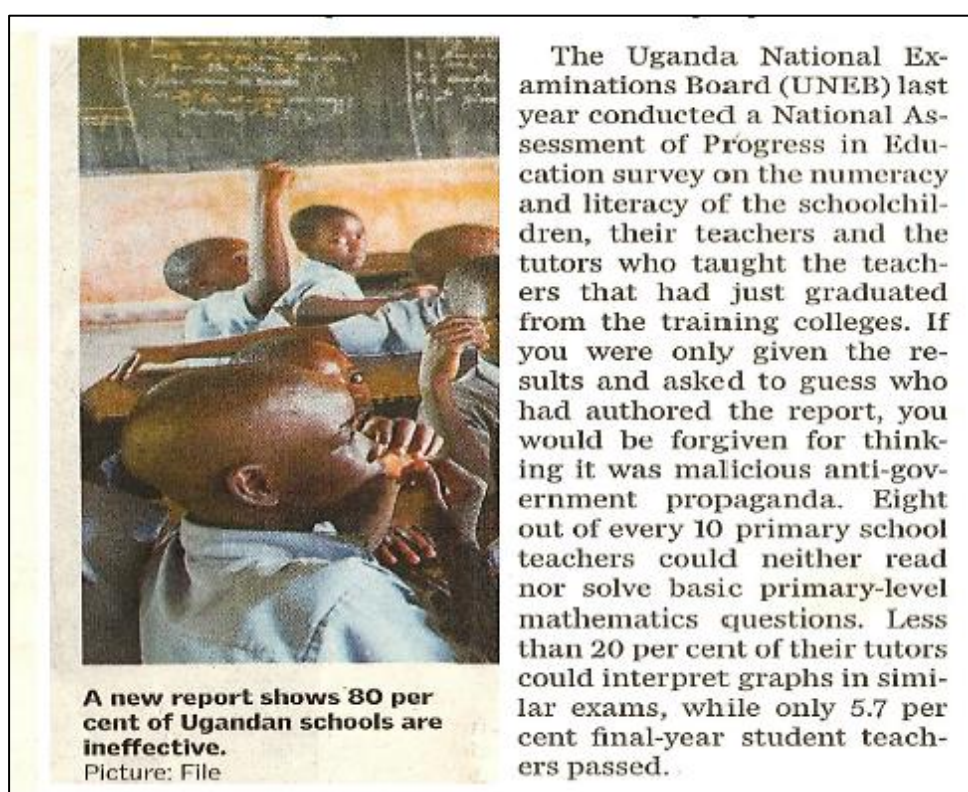 A new report shows 80 per
cent of Ugandan schools are
ineffective.
Picture: File
The Uganda National Ex-
aminations Board (UNEB) last
year conducted a National As-
sessment of Progress in Edu-
cation survey on the numeracy
and literacy of the schoolchil-
dren, their teachers and the
tutors who taught the teach-
ers that had just graduated
from the training colleges. If
you were only given the re-
sults and asked to guess who
had authored the report, you
would be forgiven for think-
ing it was malicious anti-gov-
ernment propaganda. Eight
out of every 10 primary school
teachers could neither read
nor solve basic primary-level
mathematics questions. Less
than 20 per cent of their tutors
could interpret graphs in simi-
lar exams, while only 5.7 per
cent final-year student teach-
ers passed.